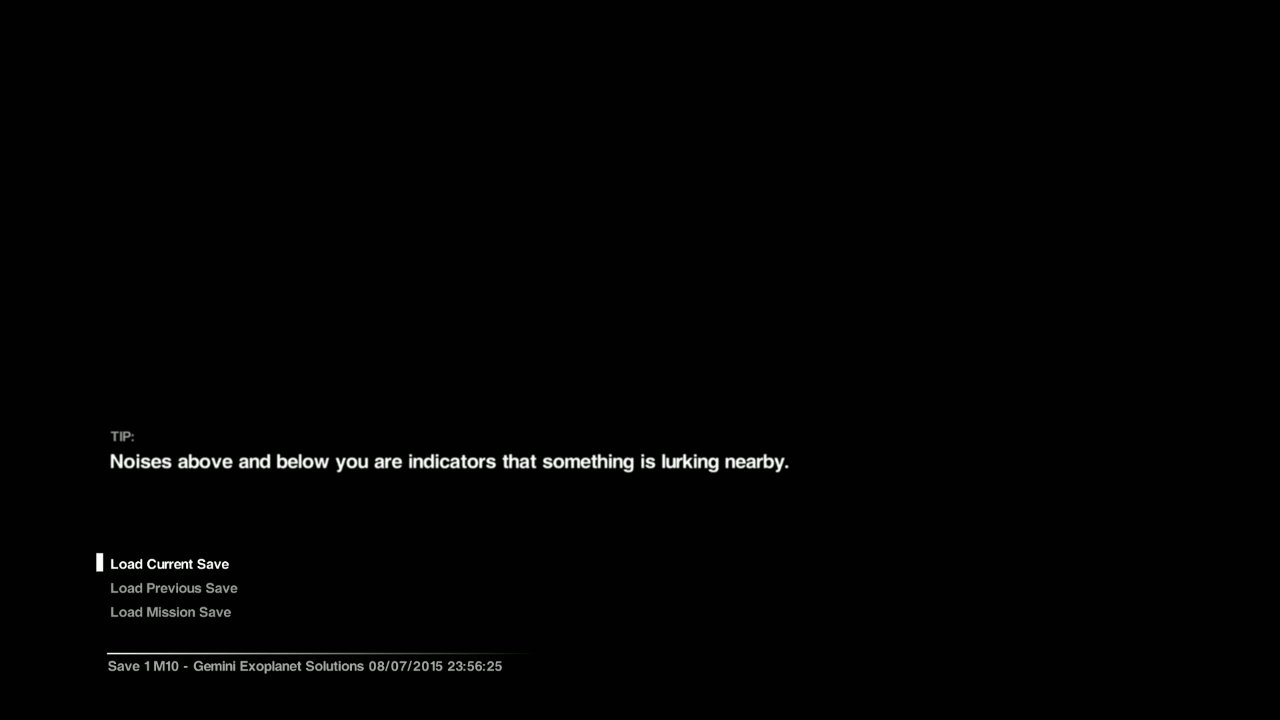 TIP:
Noises above and below you are indicators that something is lurking nearby.
Load Current Save
Load Previous Save
Load Mission Save
Save 1 M10 - Gemini Exoplanet Solutions 08/07/2015 23:56:25